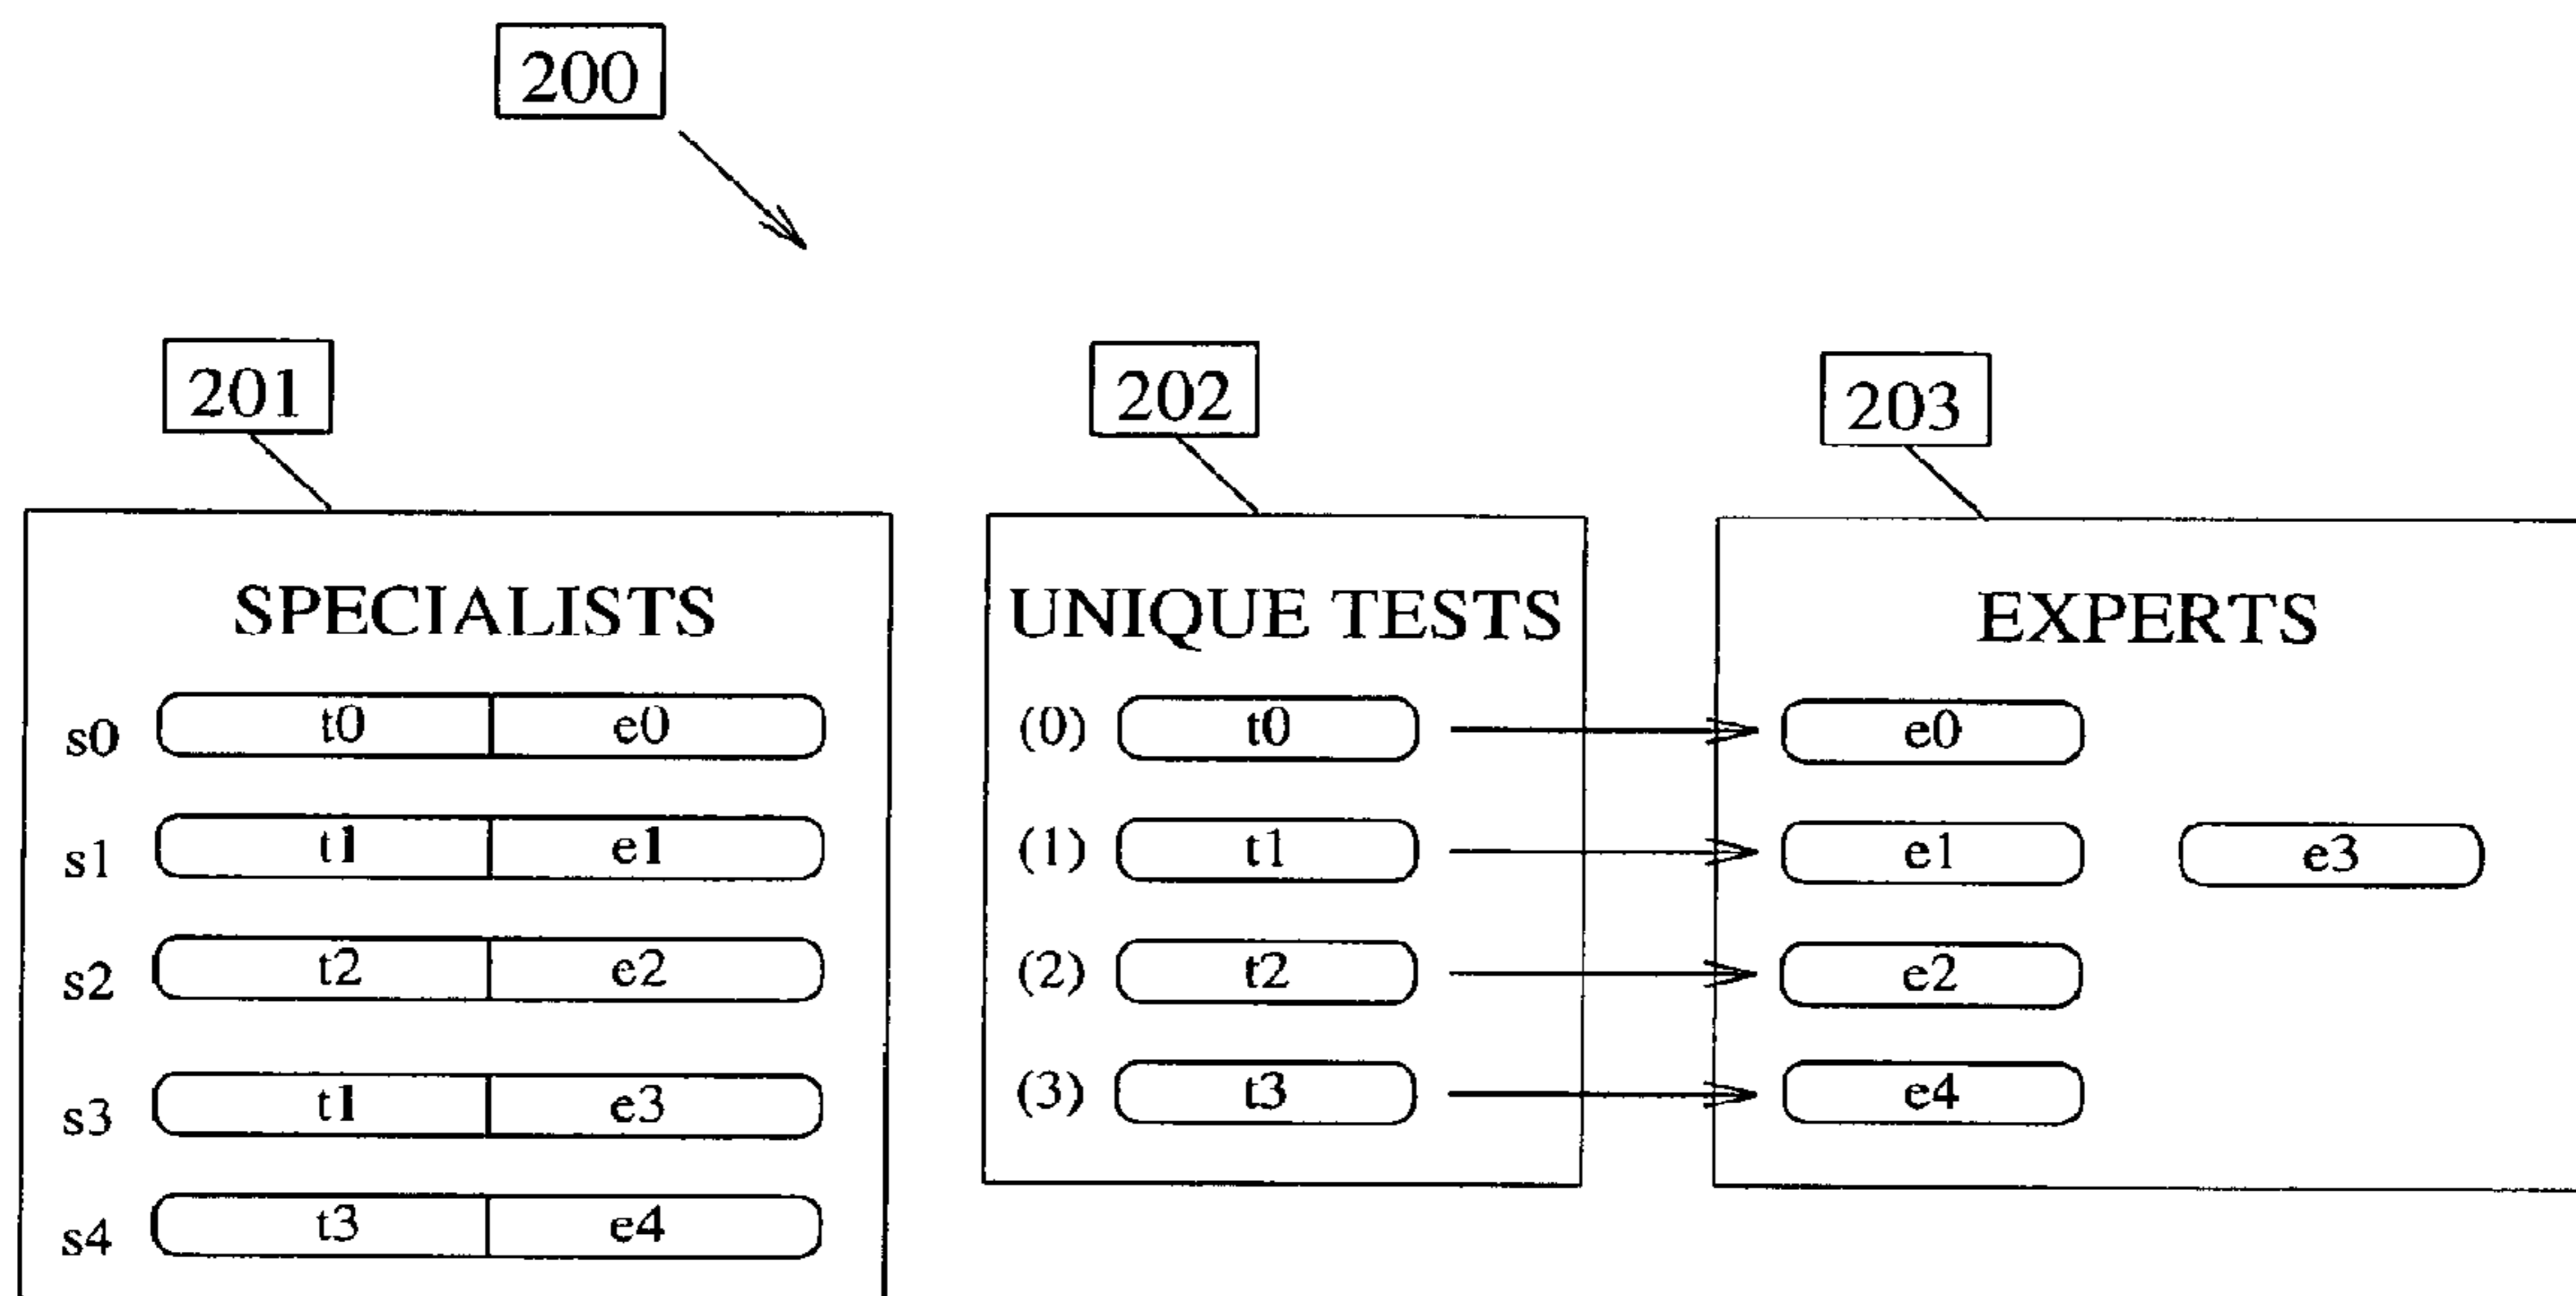 200
201
202
203
SPECIALISTS
s0 t0 e0
s1 t1 e1
s2 t2 e2
s3 t1 e3
s4 t3 e4
UNIQUE TESTS
(0) t0
(1) t1
(2) t2
(3) t3
EXPERTS
e0
e1 e3
e2
e4